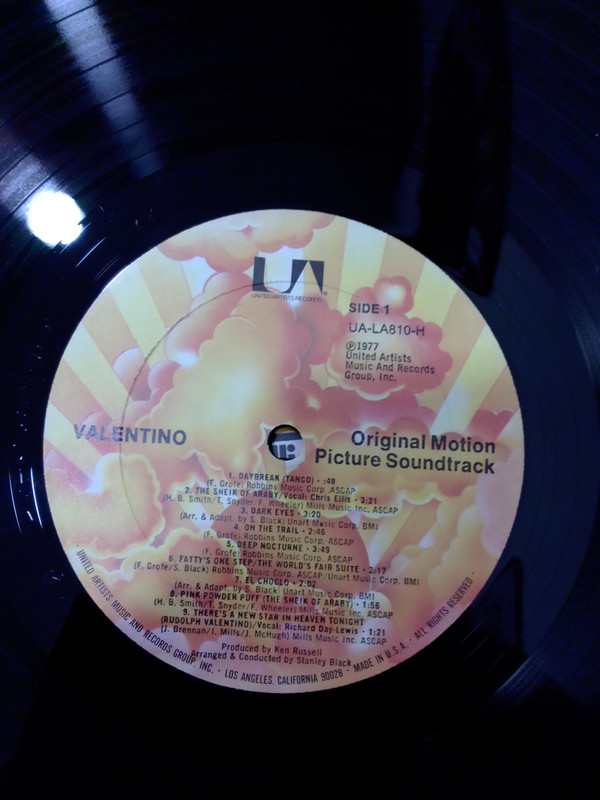 UA
UNITED ARTISTS RECORDS
SIDE 1
UA-LA810-H
℗1977
United Artists
Music And Records
Group, Inc.
VALENTINO
Original Motion
Picture Soundtrack
1. DAYBREAK (TANGO) - :48
(F. Grofe) Robbins Music Corp. ASCAP
2. THE SHEIK OF ARABY/Vocal: Chris Ellis - 3:21
(H. B. Smith/T. Snyder/F. Wheeler) Mills Music Inc. ASCAP
3. DARK EYES - 3:20
(Arr. & Adapt. by S. Black) Unart Music Corp. BMI
4. ON THE TRAIL - 2:46
(F. Grofe) Robbins Music Corp. ASCAP
5. DEEP NOCTURNE - 3:49
(F. Grofe) Robbins Music Corp. ASCAP
6. FATTY'S ONE STEP/THE WORLD'S FAIR SUITE - 2:17
(F. Grofe/S. Black) Robbins Music Corp. ASCAP/Unart Music Corp. BMI
7. EL CHOCLO - 2:02
(Arr. & Adapt. by S. Black) Unart Music Corp. BMI
8. PINK POWDER PUFF (THE SHEIK OF ARABY) - 1:56
(H. B. Smith/T. Snyder/F. Wheeler) Mills Music Inc. ASCAP
9. THERE'S A NEW STAR IN HEAVEN TONIGHT
(RUDOLPH VALENTINO)/Vocal: Richard Day-Lewis - 1:21
(J. Brennan/I. Mills/J. McHugh) Mills Music Inc. ASCAP
Produced by Ken Russell
Arranged & Conducted by Stanley Black
· UNITED ARTISTS MUSIC AND RECORDS GROUP, INC. · LOS ANGELES, CALIFORNIA 90028 · MADE IN U.S.A. · ALL RIGHTS RESERVED ·